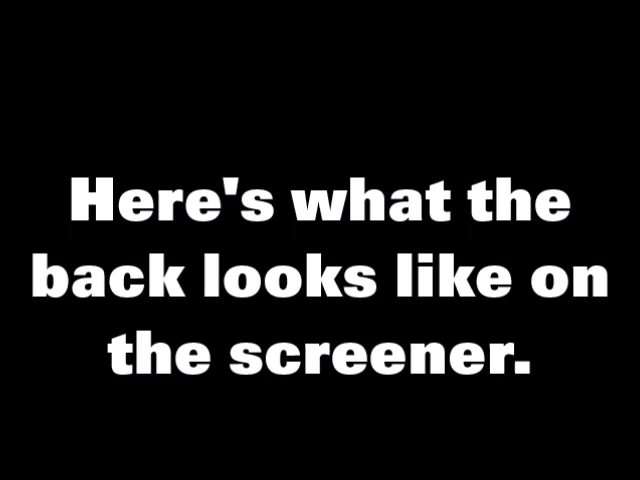 Here's what the
back looks like on
the screener.